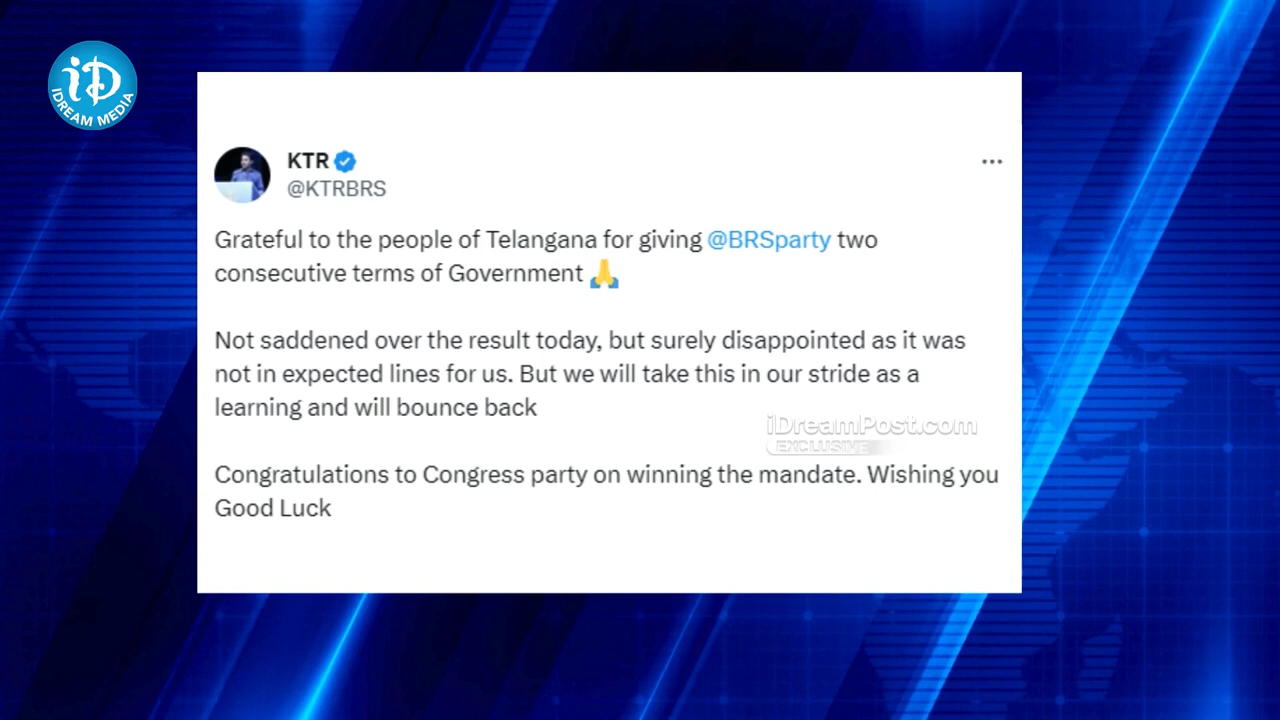 iD
IDREAM MEDIA
KTR
@KTRBRS
Grateful to the people of Telangana for giving @BRSparty two
consecutive terms of Government 🙏
Not saddened over the result today, but surely disappointed as it was
not in expected lines for us. But we will take this in our stride as a
learning and will bounce back
iDreamPost.com
EXCLUSIVE
Congratulations to Congress party on winning the mandate. Wishing you
Good Luck